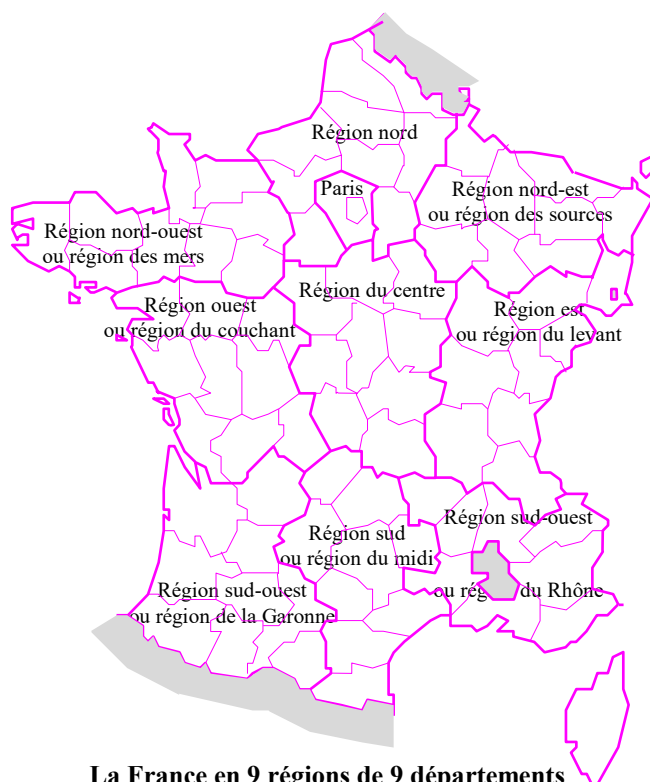 Région nord
Paris
Région nord-est
ou région des sources
Région nord-ouest
ou région des mers
Région du centre
Région ouest
ou région du couchant
Région est
ou région du levant
Région sud-ouest
ou rég du Rhône
Région sud
ou région du midi
Région sud-ouest
ou région de la Garonne
La France en 9 régions de 9 départements